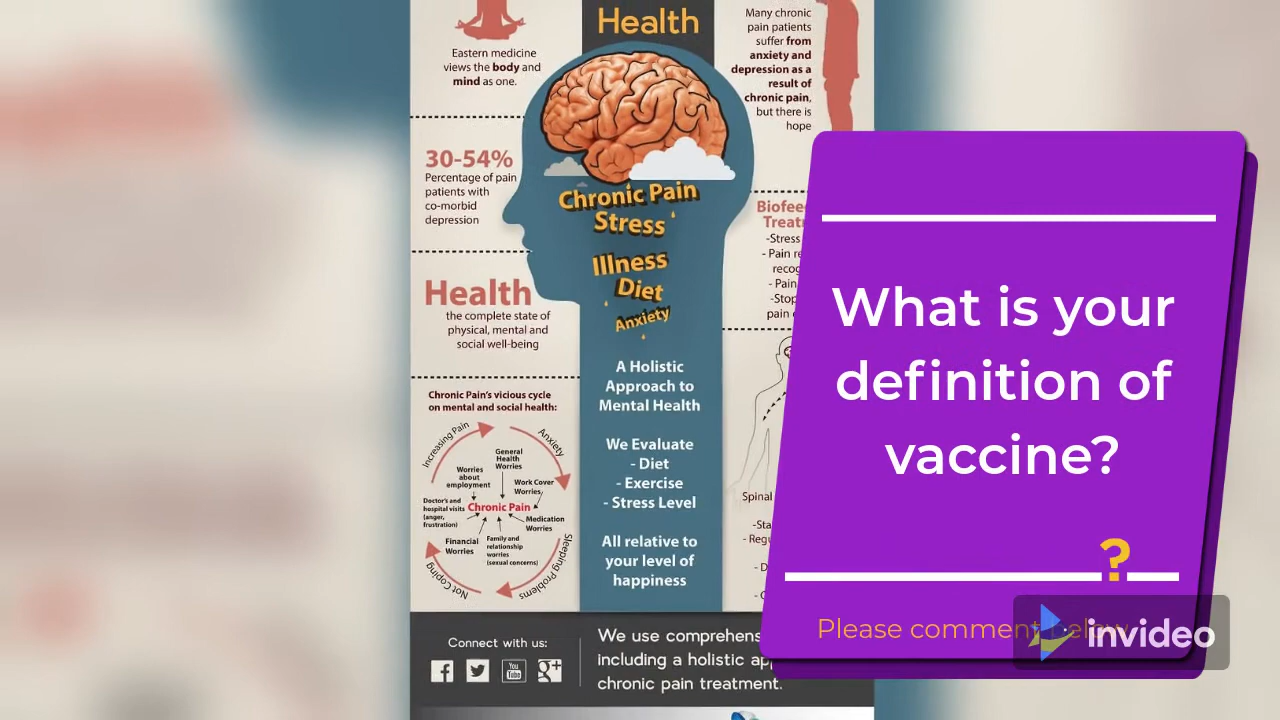 Health
Eastern medicine
views the body and
mind as one.
30-54%
Percentage of pain
patients with
co-morbid
depression
Health
the complete state of
physical, mental and
social well-being
Chronic Pain's vicious cycle
on mental and social health:
Increasing Pain
Anxiety
Sleeping Problems
Not Coping
General
Health
Worries
Worries
about
employment
Work Cover
Worries
Doctor's and
hospital visits
(anger,
frustration)
Chronic Pain
Medication
Worries
Financial
Worries
Family and
relationship
worries
(sexual concerns)
Chronic Pain
Stress
Illness
Diet
Anxiety
A Holistic
Approach to
Mental Health
We Evaluate
- Diet
- Exercise
- Stress Level
All relative to
your level of
happiness
Many chronic
pain patients
suffer from
anxiety and
depression as a
result of
chronic pain,
but there is
hope
-Stress
- Pain
- Pain
pain
Spinal
Connect with us:
You
Tube
We use
including a holistic
chronic pain treatment.
What is your
definition of
vaccine?
?
Please comment below
invideo